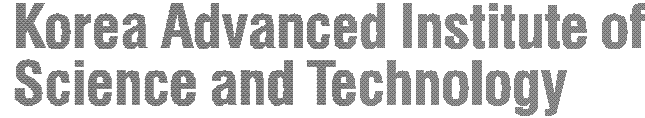 Korea Advanced Institute of
Science and Technology